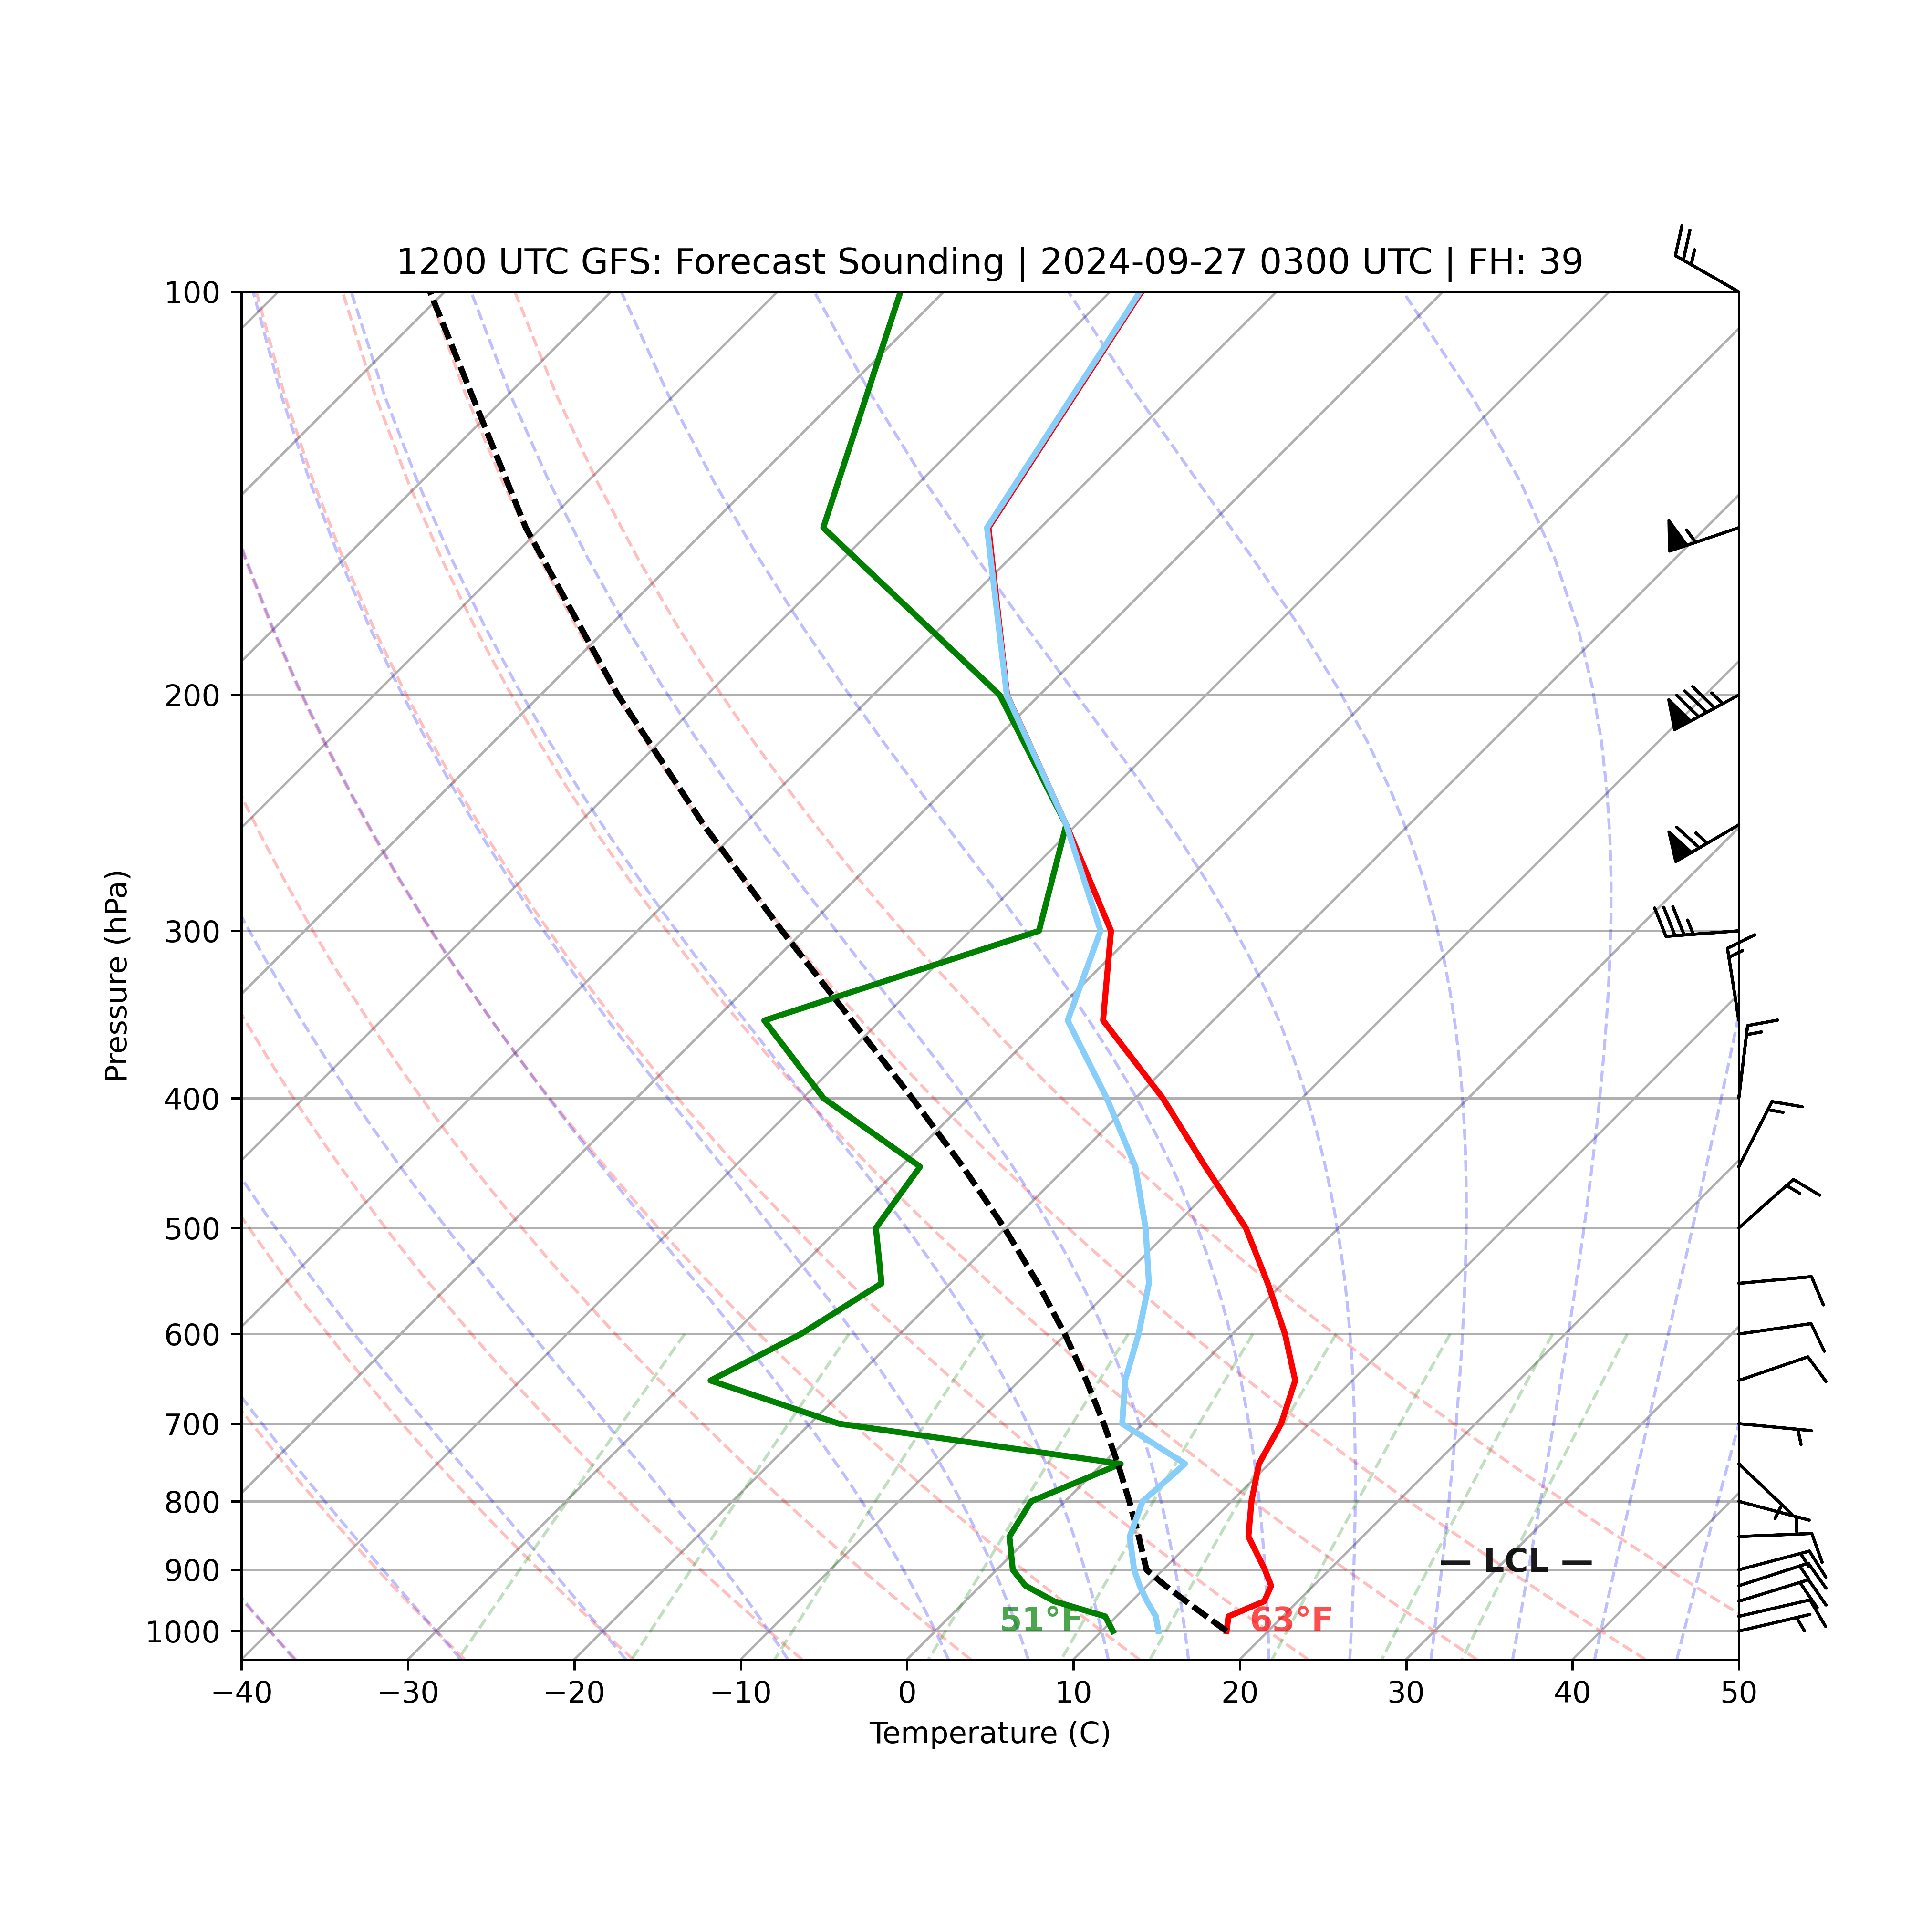 1200 UTC GFS: Forecast Sounding | 2024-09-27 0300 UTC | FH: 39
100
200
300
400
500
600
700
800
900
1000
Pressure (hPa)
— LCL —
51°F
63°F
−40 −30 −20 −10 0 10 20 30 40 50
Temperature (C)